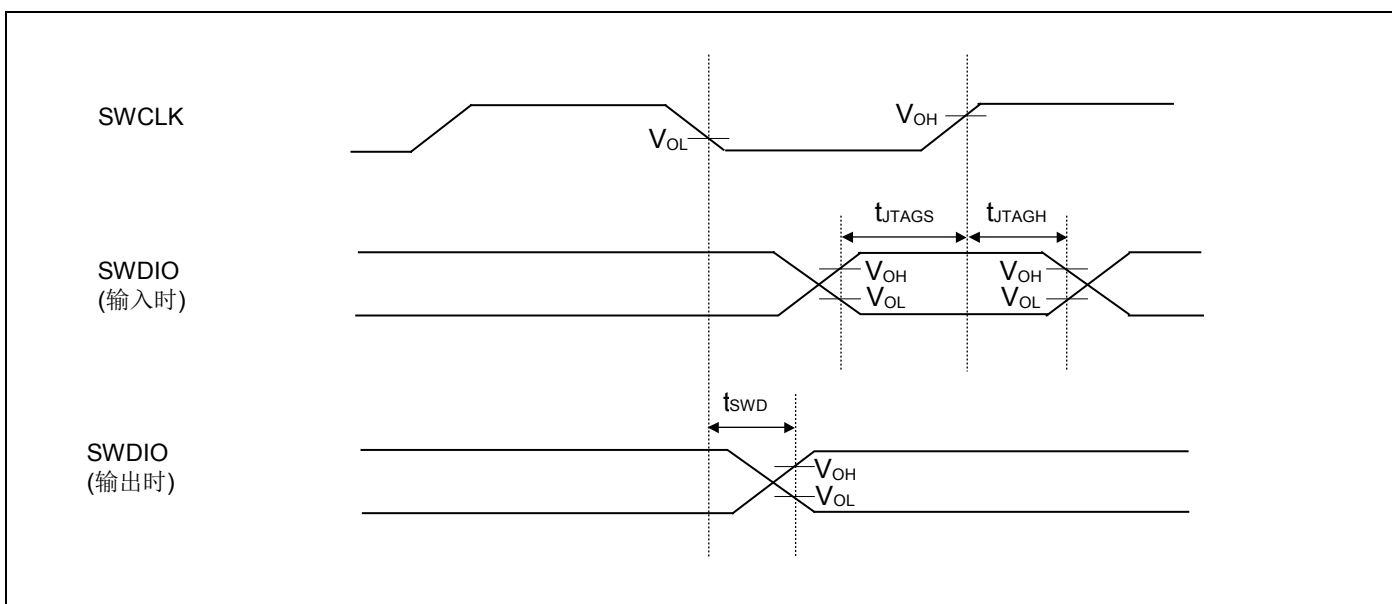 SWCLK
VOL
VOH
tJTAGS
tJTAGH
SWDIO
(输入时)
VOH
VOL
VOH
VOL
tSWD
SWDIO
(输出时)
VOH
VOL